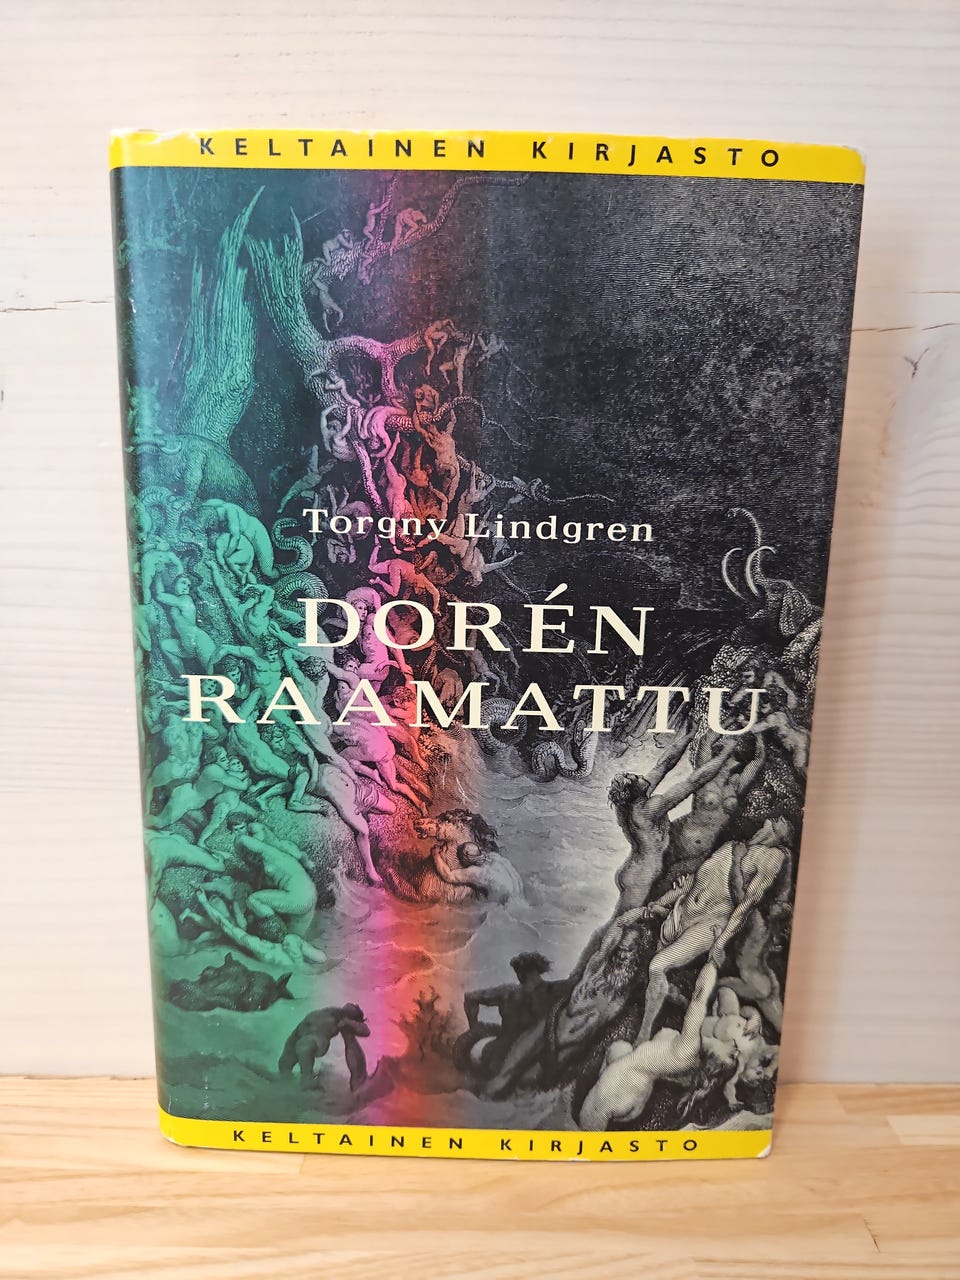 KELTAINEN KIRJASTO
Torgny Lindgren
DORÉN
RAAMATTU
KELTAINEN KIRJASTO